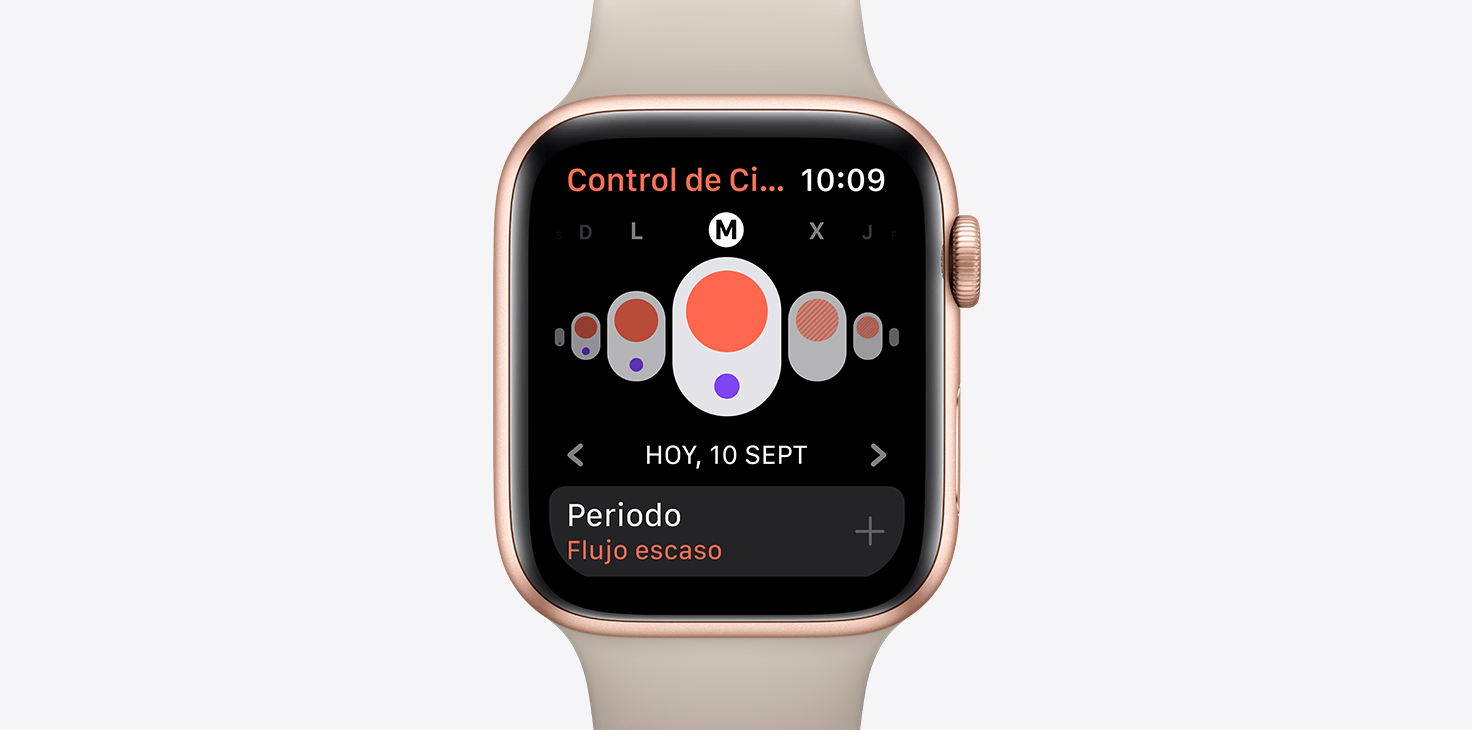 Control de Ci... 10:09
S D L M X J F
HOY, 10 SEPT
Periodo
Flujo escaso